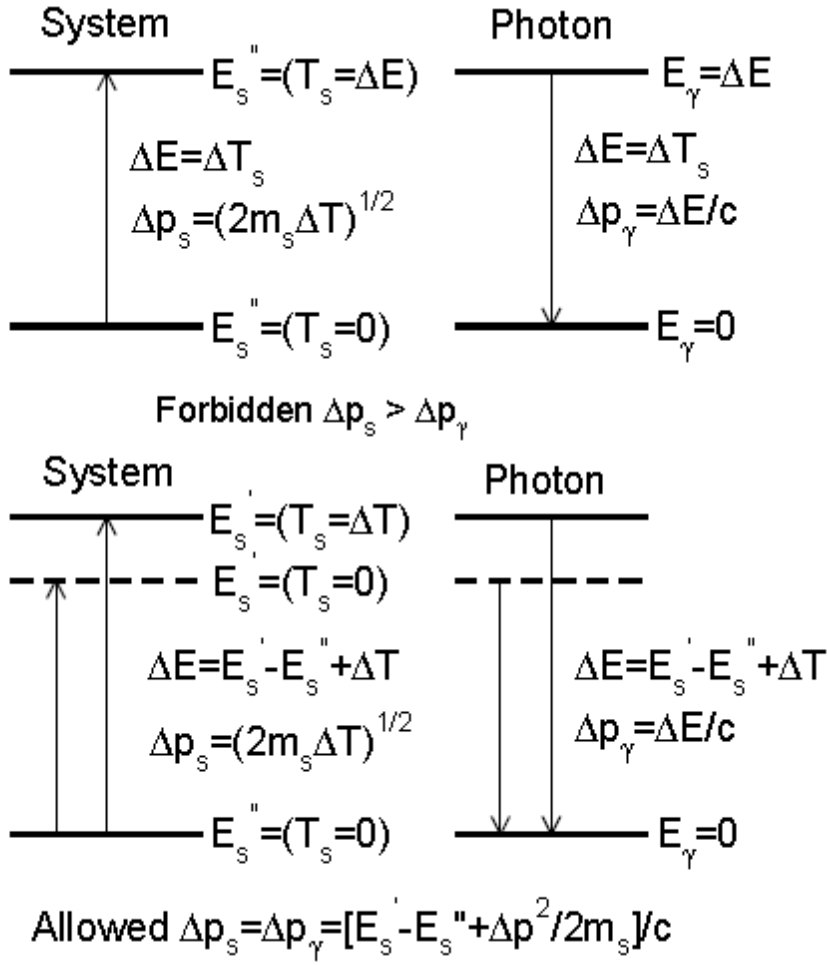 System Photon
E_s''=(T_s=ΔE) E_γ=ΔE
ΔE=ΔT_s ΔE=ΔT_s
Δp_s=(2m_sΔT)^1/2 Δp_γ=ΔE/c
E_s''=(T_s=0) E_γ=0
Forbidden Δp_s > Δp_γ
System Photon
E_s'=(T_s=ΔT)
E_s'=(T_s=0)
ΔE=E_s'-E_s''+ΔT ΔE=E_s'-E_s''+ΔT
Δp_s=(2m_sΔT)^1/2 Δp_γ=ΔE/c
E_s''=(T_s=0) E_γ=0
Allowed Δp_s=Δp_γ=[E_s'-E_s''+Δp^2/2m_s]/c